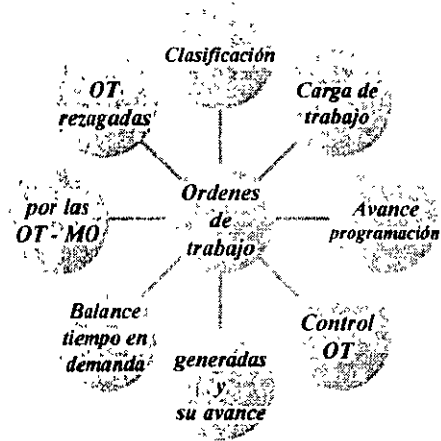 Clasificación
OT
rezagadas
Carga de
trabajo
por las
OT - MO
Ordenes
de
trabajo
Avance
programación
Balance
tiempo en
demanda
generadas
y
su avance
Control
OT